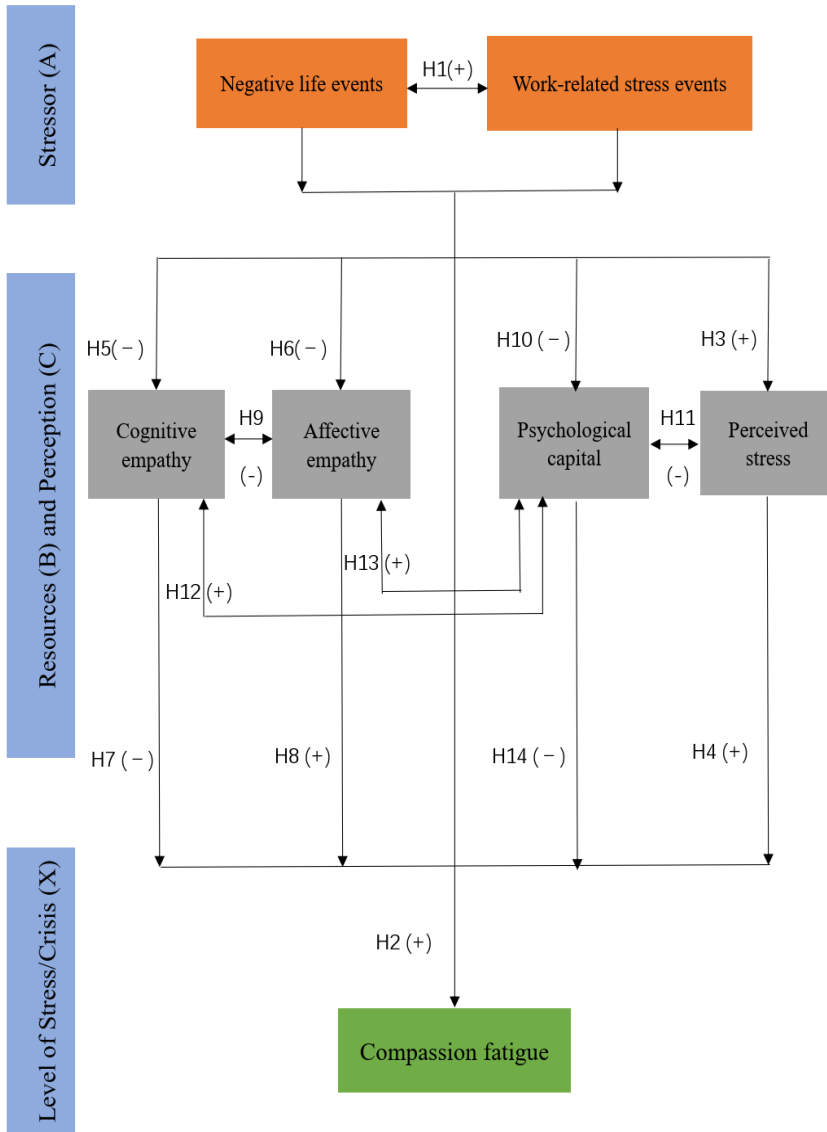 Stressor (A)
Negative life events
H1(+)
Work-related stress events
Resources (B) and Perception (C)
H5(−)
H6(−)
H10 (−)
H3 (+)
Cognitive
empathy
H9
(-)
Affective
empathy
Psychological
capital
H11
(-)
Perceived
stress
H12 (+)
H13 (+)
H7 (−)
H8 (+)
H14 (−)
H4 (+)
Level of Stress/Crisis (X)
H2 (+)
Compassion fatigue